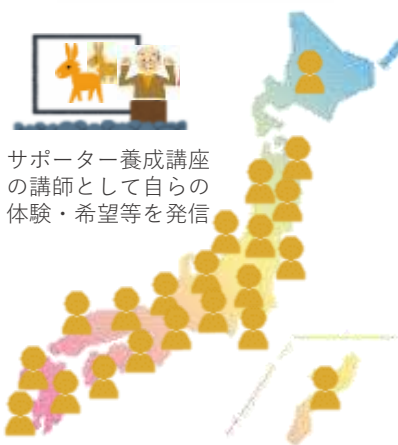 サポーター養成講座
の講師として自らの
体験・希望等を発信